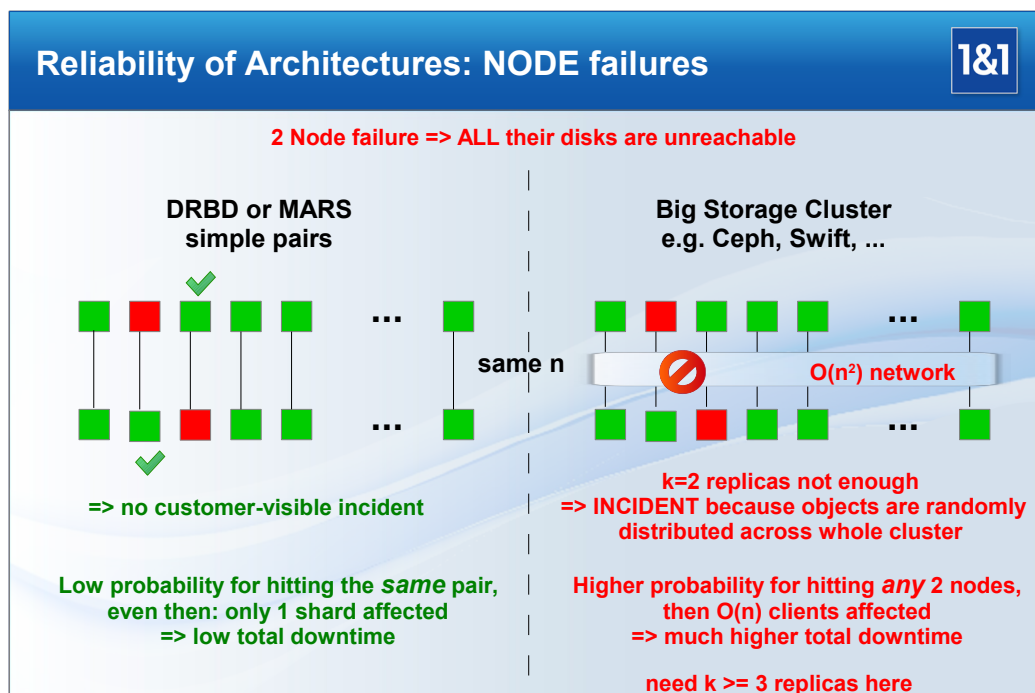 Reliability of Architectures: NODE failures
1&1
2 Node failure => ALL their disks are unreachable
DRBD or MARS
simple pairs
Big Storage Cluster
e.g. Ceph, Swift, ...
...
...
same n
O(n²) network
...
...
=> no customer-visible incident
k=2 replicas not enough
=> INCIDENT because objects are randomly
distributed across whole cluster
Low probability for hitting the same pair,
even then: only 1 shard affected
=> low total downtime
Higher probability for hitting any 2 nodes,
then O(n) clients affected
=> much higher total downtime
need k >= 3 replicas here